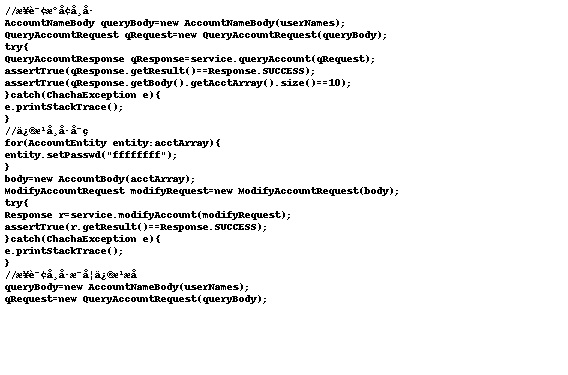 //æ¥è¯¢æ°å¢å¸å·
AccountNameBody queryBody=new AccountNameBody(userNames);
QueryAccountRequest qRequest=new QueryAccountRequest(queryBody);
try{
QueryAccountResponse qResponse=service.queryAccount(qRequest);
assertTrue(qResponse.getResult()==Response.SUCCESS);
assertTrue(qResponse.getBody().getAcctArray().size()==10);
}catch(ChachaException e){
e.printStackTrace();
}
//ä¿®æ¹å¸å·å¯ç
for(AccountEntity entity:acctArray){
entity.setPasswd("ffffffff");
}
body=new AccountBody(acctArray);
ModifyAccountRequest modifyRequest=new ModifyAccountRequest(body);
try{
Response r=service.modifyAccount(modifyRequest);
assertTrue(r.getResult()==Response.SUCCESS);
}catch(ChachaException e){
e.printStackTrace();
}
//æ¥è¯¢å¸å·æ¯å¦ä¿®æ¹æå
queryBody=new AccountNameBody(userNames);
qRequest=new QueryAccountRequest(queryBody);